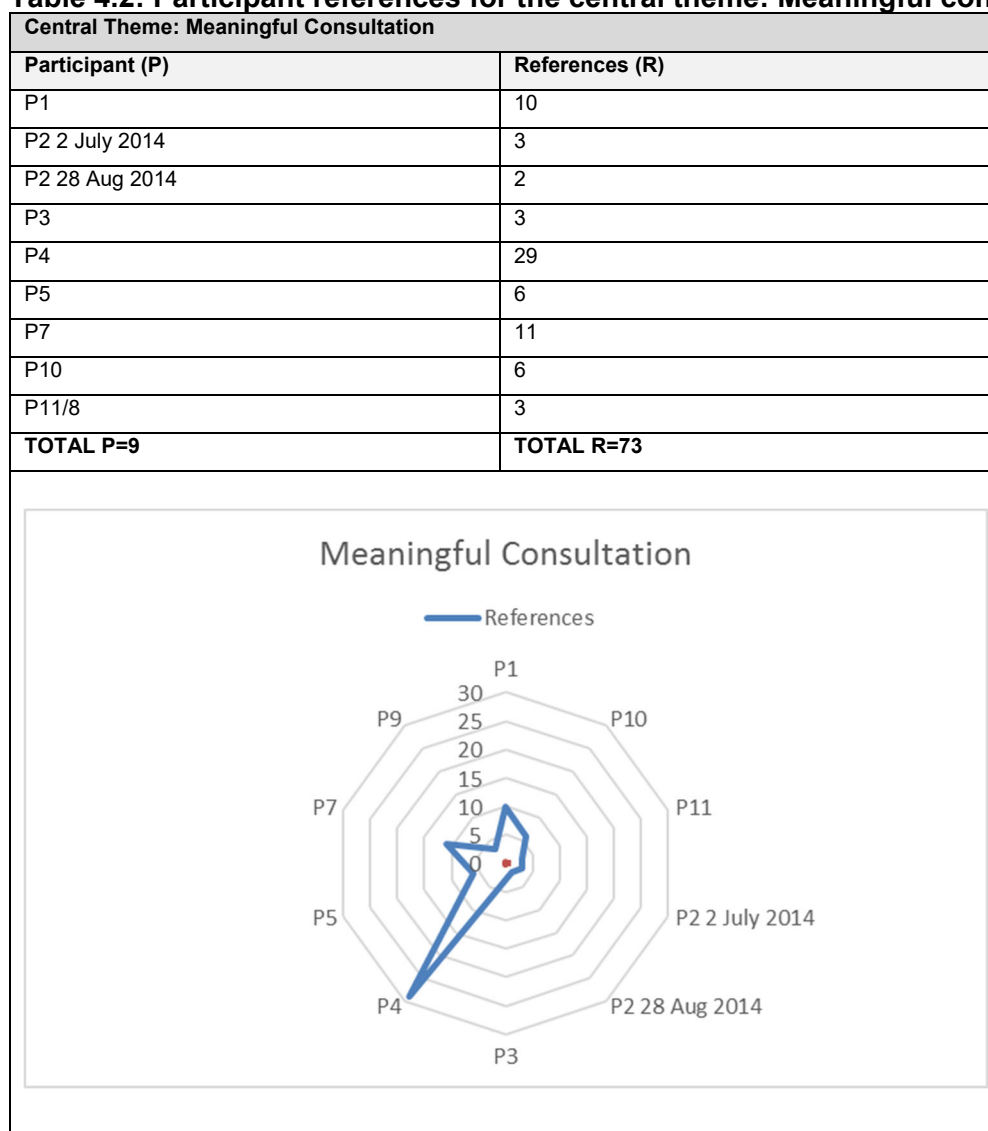 Table 4.2: Participant references for the central theme: Meaningful con
Central Theme: Meaningful Consultation
Participant (P) References (R)
P1 10
P2 2 July 2014 3
P2 28 Aug 2014 2
P3 3
P4 29
P5 6
P7 11
P10 6
P11/8 3
TOTAL P=9 TOTAL R=73
Meaningful Consultation
References
P1
30
P9 25 P10
20
15
P7 10 P11
5
0
P5 P2 2 July 2014
P4 P2 28 Aug 2014
P3